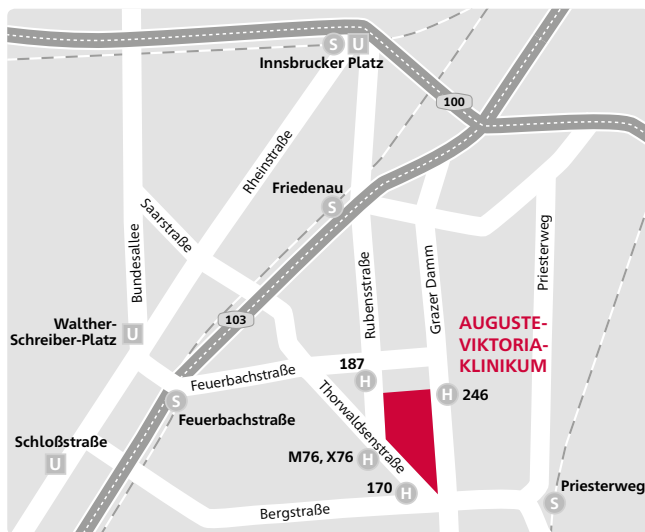 S U
Innsbrucker Platz
100
Rheinstraße
Friedenau
S
Saarstraße
Bundesallee
Priesterweg
Rubensstraße
Grazer Damm
103
Walther-
Schreiber-Platz
U
AUGUSTE-
VIKTORIA-
KLINIKUM
187
H
Feuerbachstraße
H 246
S
Feuerbachstraße
Thorwaldsenstraße
Schloßstraße
U
M76, X76
H
170
H
Priesterweg
S
Bergstraße